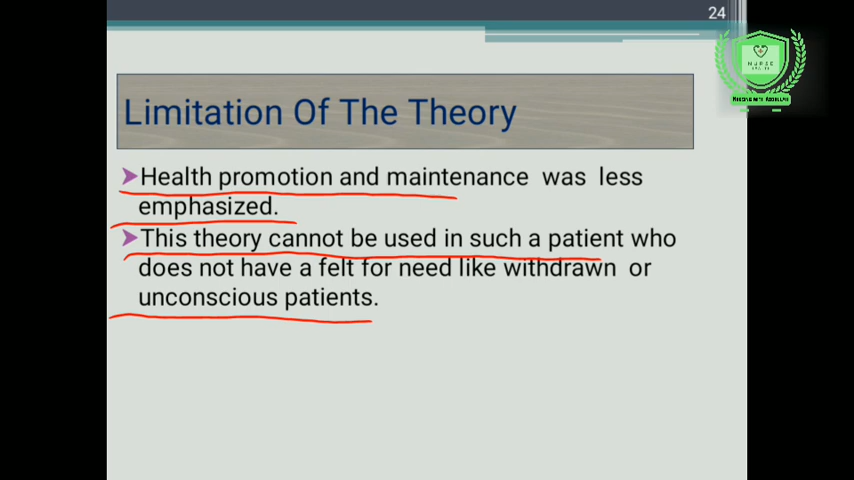 24
NURSE
Limitation Of The Theory
Health promotion and maintenance was less
emphasized.
This theory cannot be used in such a patient who
does not have a felt for need like withdrawn or
unconscious patients.